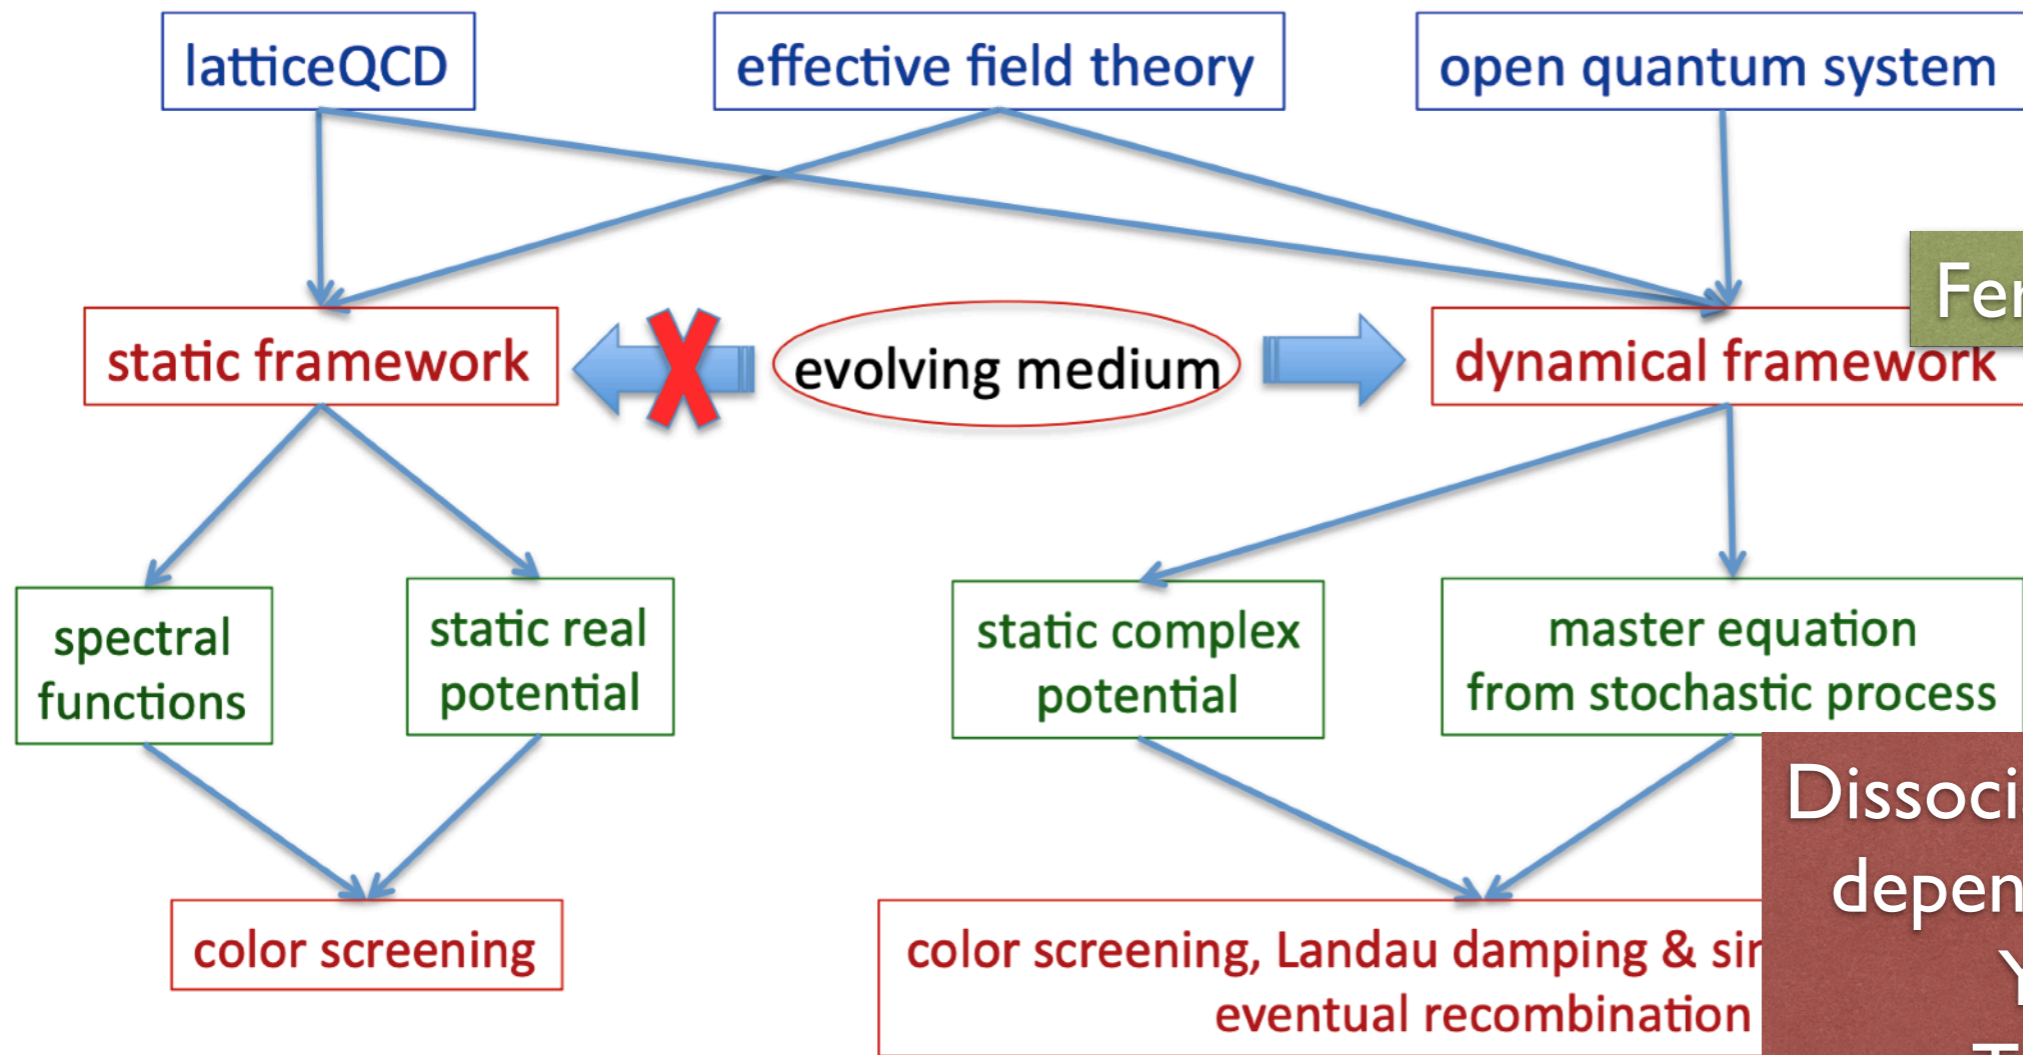 latticeQCD
effective field theory
open quantum system
static framework
evolving medium
dynamical framework
spectral
functions
static real
potential
static complex
potential
master equation
from stochastic process
color screening
color screening, Landau damping &
eventual recombination